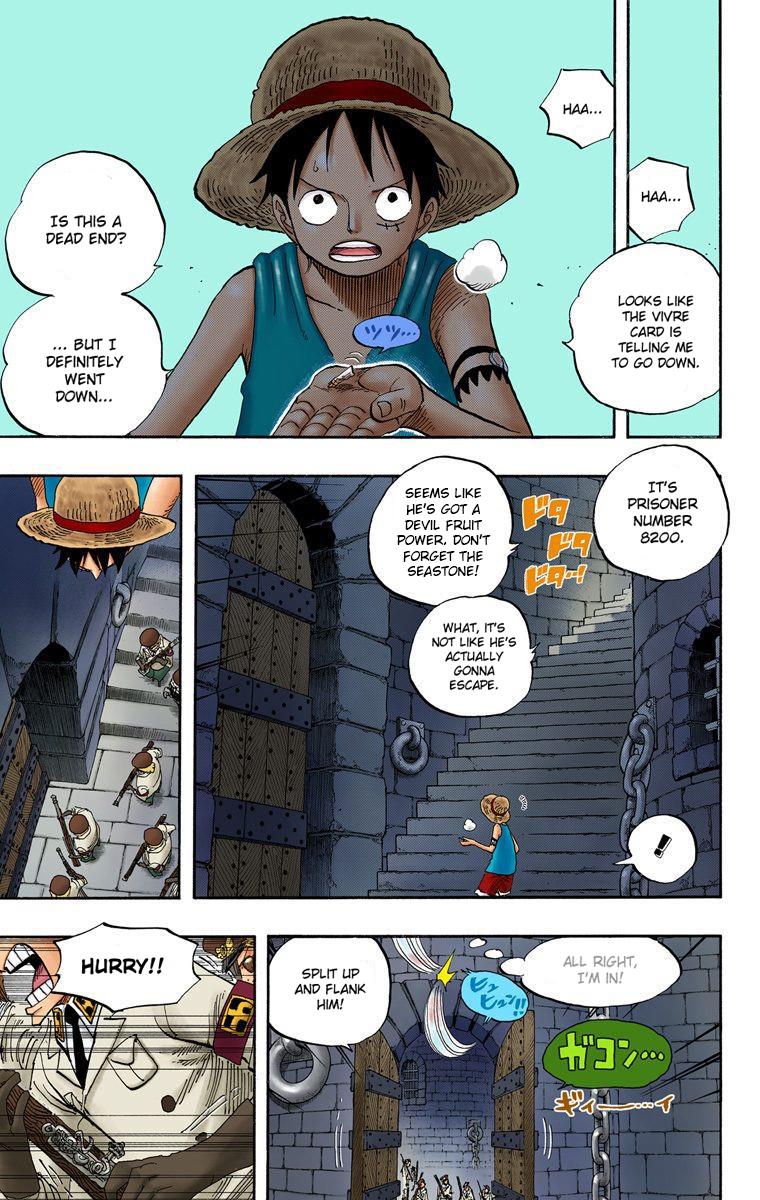 HAA...
HAA...
LOOKS LIKE
THE VIVRE
CARD IS
TELLING ME
TO GO DOWN.
IS THIS A
DEAD END?
... BUT I
DEFINITELY
WENT
DOWN...
ツツ…
IT'S
PRISONER
NUMBER
8200.
SEEMS LIKE
HE'S GOT A
DEVIL FRUIT
POWER. DON'T
FORGET THE
SEASTONE!
ドタ
ドタ
ドタ…!
WHAT, IT'S
NOT LIKE HE'S
ACTUALLY
GONNA
ESCAPE.
!
ALL RIGHT,
I'M IN!
ヒュ
ヒュン!!
ガコン…
ギィー…ィ
SPLIT UP
AND FLANK
HIM!
HURRY!!